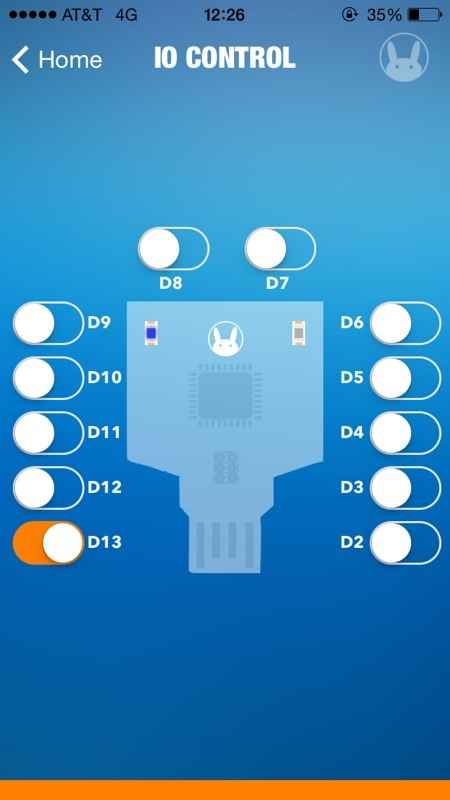 AT&T 4G 12:26 35%
Home IO CONTROL
D8 D7
D9 D6
D10 D5
D11 D4
D12 D3
D13 D2